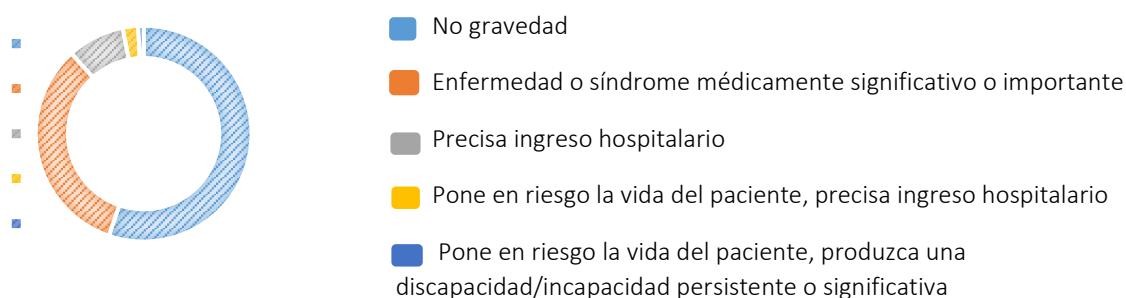 No gravedad
Enfermedad o síndrome médicamente significativo o importante
Precisa ingreso hospitalario
Pone en riesgo la vida del paciente, precisa ingreso hospitalario
Pone en riesgo la vida del paciente, produzca una
discapacidad/incapacidad persistente o significativa